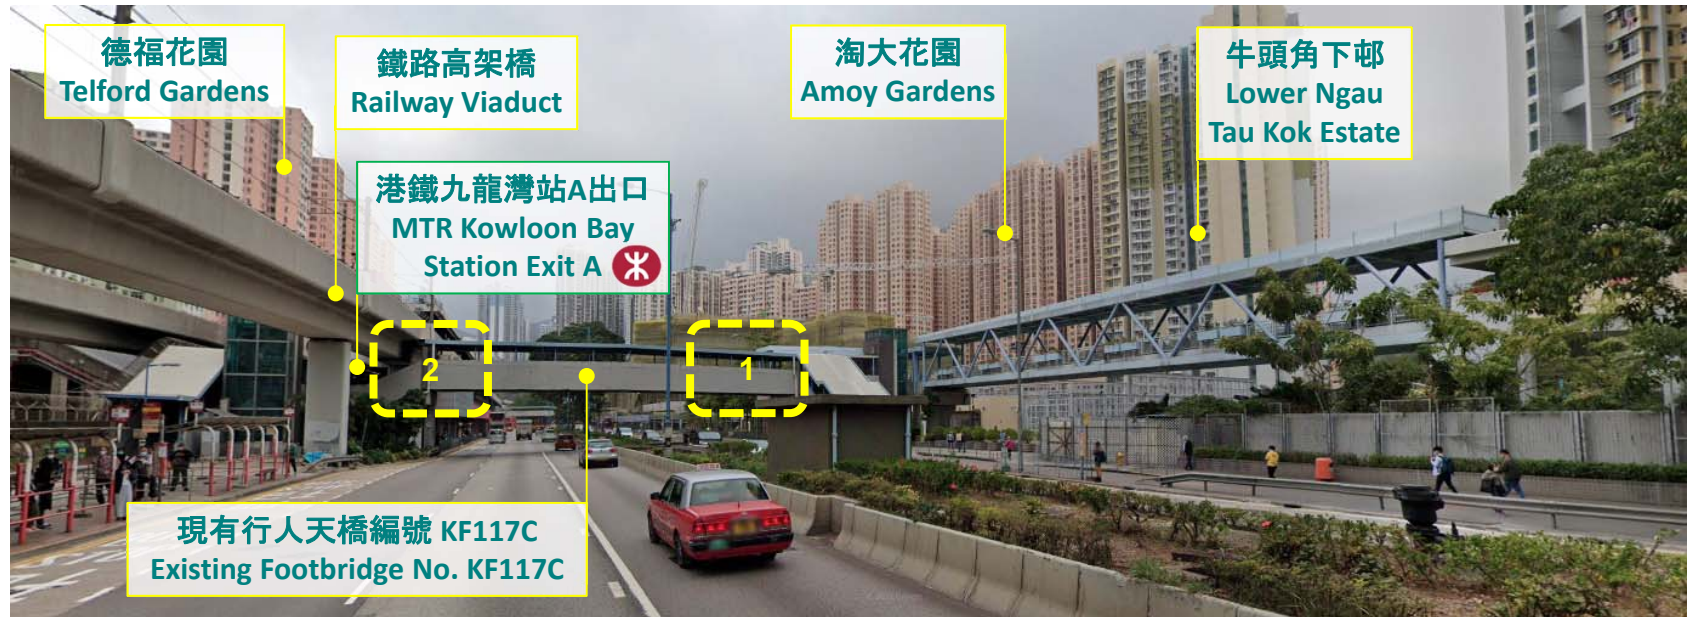 德福花園
Telford Gardens
鐵路高架橋
Railway Viaduct
淘大花園
Amoy Gardens
牛頭角下邨
Lower Ngau
Tau Kok Estate
港鐵九龍灣站A出口
MTR Kowloon Bay
Station Exit A
2
1
現有行人天橋編號 KF117C
Existing Footbridge No. KF117C